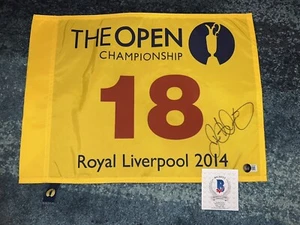 THE OPEN
CHAMPIONSHIP
18
Royal Liverpool 2014